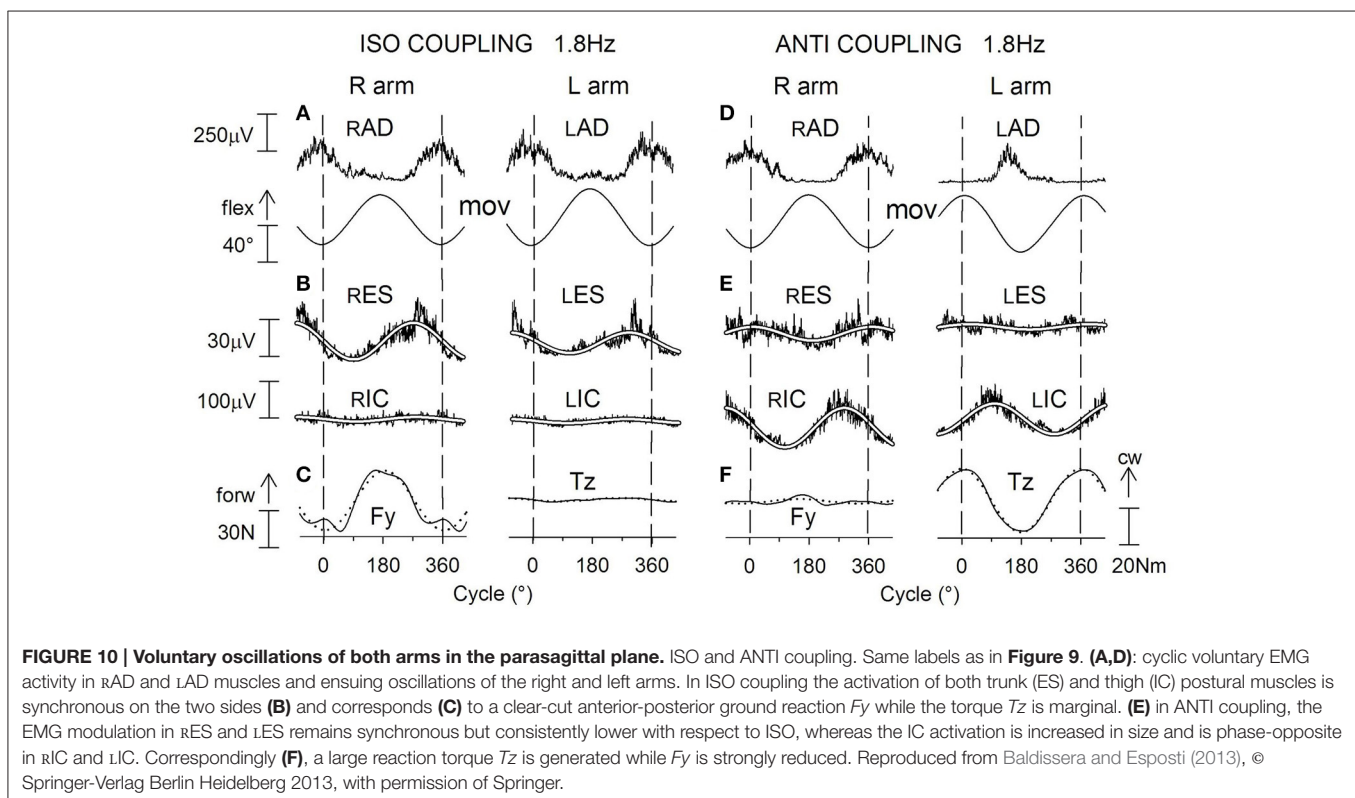 ISO COUPLING 1.8Hz
ANTI COUPLING 1.8Hz
R arm
L arm
R arm
L arm
A
RAD
LAD
D
RAD
LAD
250µV
flex
mov
mov
40°
B
RES
LES
E
RES
LES
30µV
100µV
RIC
LIC
RIC
LIC
C
Tz
F
Tz
cw
forw
Fy
Fy
30N
0 180 360
0 180 360
0 180 360
0 180 360
20Nm
Cycle (°)
Cycle (°)
FIGURE 10 | Voluntary oscillations of both arms in the parasagittal plane. ISO and ANTI coupling. Same labels as in Figure 9. (A,D): cyclic voluntary EMG
activity in RAD and LAD muscles and ensuing oscillations of the right and left arms. In ISO coupling the activation of both trunk (ES) and thigh (IC) postural muscles is
synchronous on the two sides (B) and corresponds (C) to a clear-cut anterior-posterior ground reaction Fy while the torque Tz is marginal. (E) in ANTI coupling, the
EMG modulation in RES and LES remains synchronous but consistently lower with respect to ISO, whereas the IC activation is increased in size and is phase-opposite
in RIC and LIC. Correspondingly (F), a large reaction torque Tz is generated while Fy is strongly reduced. Reproduced from Baldissera and Esposti (2013), ©
Springer-Verlag Berlin Heidelberg 2013, with permission of Springer.